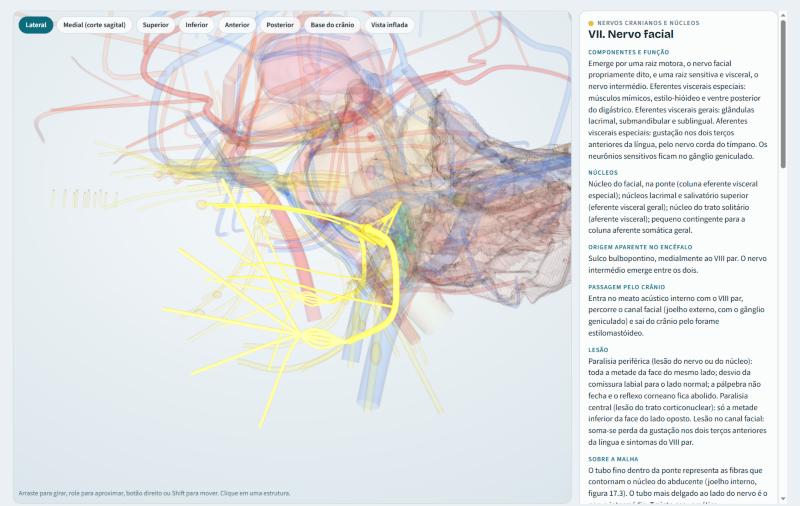 Lateral
Medial (corte sagital)
Superior
Inferior
Anterior
Posterior
Base do crânio
Vista inflada
Arraste para girar, role para aproximar, botão direito ou Shift para mover. Clique em uma estrutura.
NERVOS CRANIANOS E NÚCLEOS
VII. Nervo facial
COMPONENTES E FUNÇÃO
Emerge por uma raiz motora, o nervo facial
propriamente dito, e uma raiz sensitiva e visceral, o
nervo intermédio. Eferentes viscerais especiais:
músculos mímicos, estilo-hióideo e ventre posterior
do digástrico. Eferentes viscerais gerais: glândulas
lacrimal, submandibular e sublingual. Aferentes
viscerais especiais: gustação nos dois terços
anteriores da língua, pelo nervo corda do tímpano. Os
neurônios sensitivos ficam no gânglio geniculado.
NÚCLEOS
Núcleo do facial, na ponte (coluna eferente visceral
especial); núcleos lacrimal e salivatório superior
(eferente visceral geral); núcleo do trato solitário
(aferente visceral); pequeno contingente para a
coluna aferente somática geral.
ORIGEM APARENTE NO ENCÉFALO
Sulco bulbopontino, medialmente ao VIII par. O nervo
intermédio emerge entre os dois.
PASSAGEM PELO CRÂNIO
Entra no meato acústico interno com o VIII par,
percorre o canal facial (joelho externo, com o gânglio
geniculado) e sai do crânio pelo forame
estilomastóideo.
LESÃO
Paralisia periférica (lesão do nervo ou do núcleo):
toda a metade da face do mesmo lado; desvio da
comissura labial para o lado normal; a pálpebra não
fecha e o reflexo corneano fica abolido. Paralisia
central (lesão do trato corticonuclear): só a metade
inferior da face do lado oposto. Lesão no canal facial:
soma-se perda da gustação nos dois terços anteriores
da língua e sintomas do VIII par.
SOBRE A MALHA
O tubo fino dentro da ponte representa as fibras que
contornam o núcleo do abducente (joelho interno,
figura 17.3). O tubo mais delgado ao lado do nervo é o